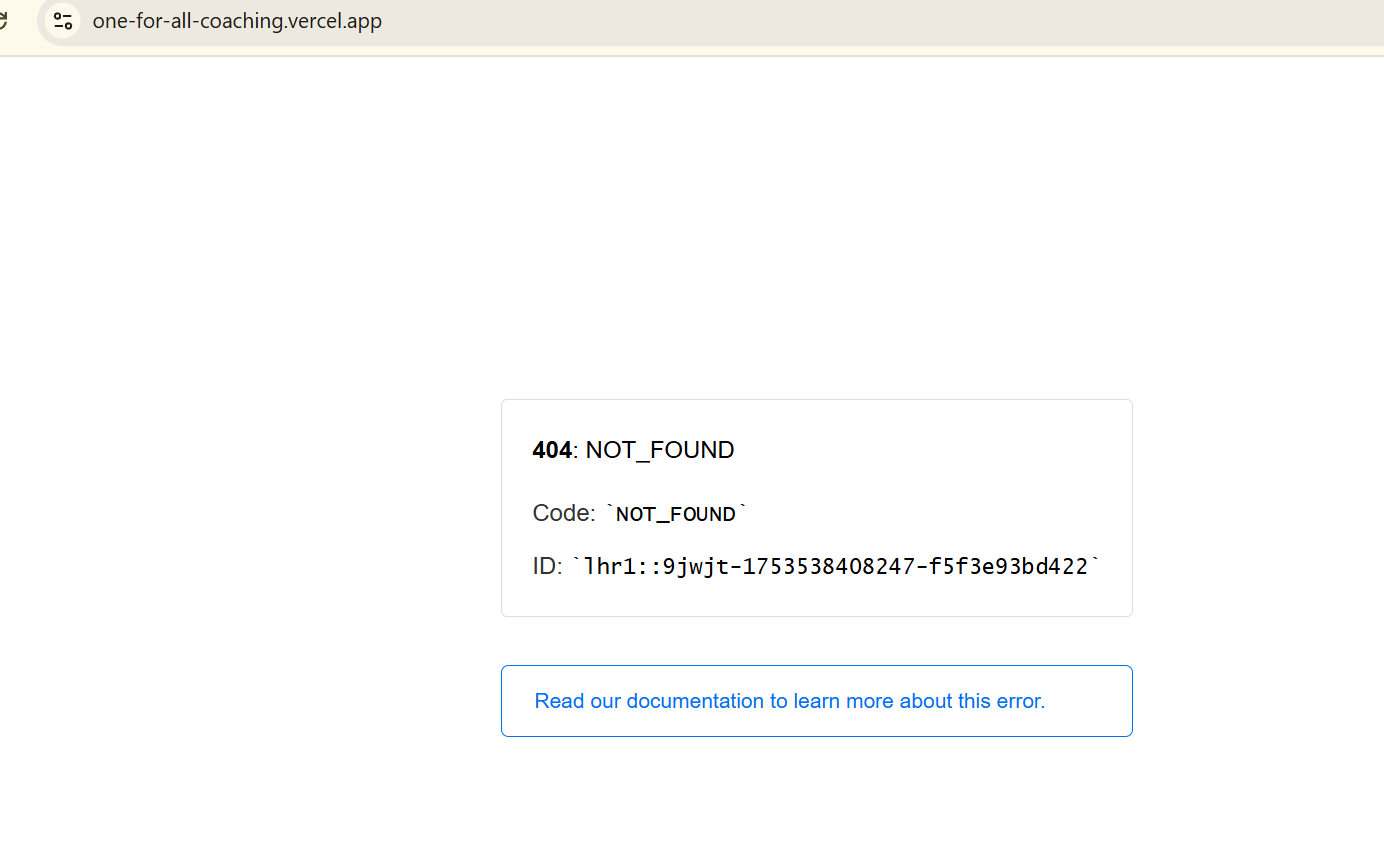 one-for-all-coaching.vercel.app
404: NOT_FOUND
Code: `NOT_FOUND`
ID: `lhr1::9jwjt-1753538408247-f5f3e93bd422`
Read our documentation to learn more about this error.